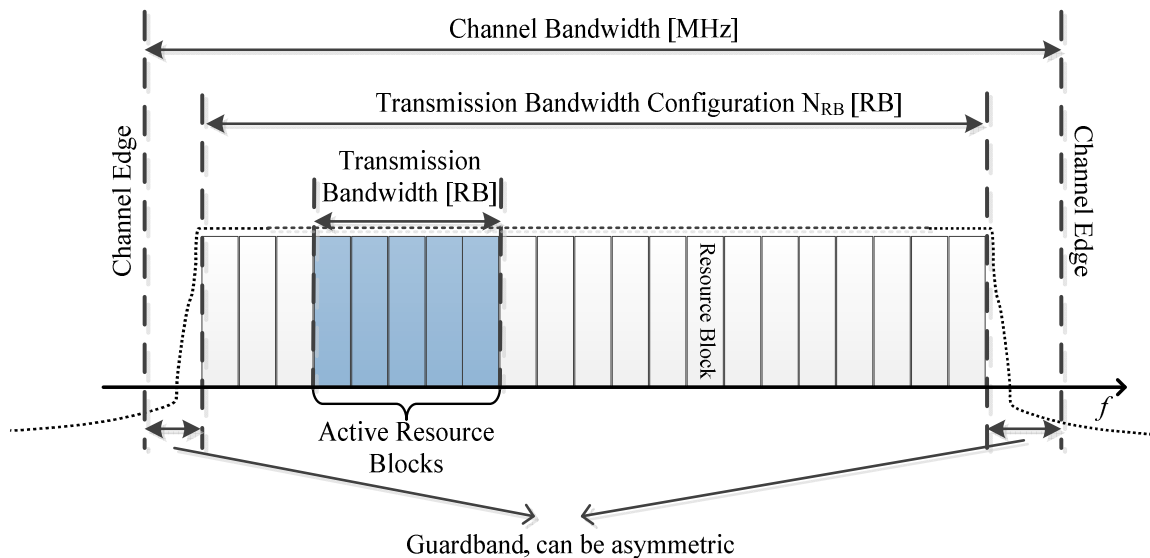 Channel Bandwidth [MHz]
Transmission Bandwidth Configuration NRB [RB]
Channel Edge
Transmission
Bandwidth [RB]
Channel Edge
Resource Block
f
Active Resource
Blocks
Guardband, can be asymmetric